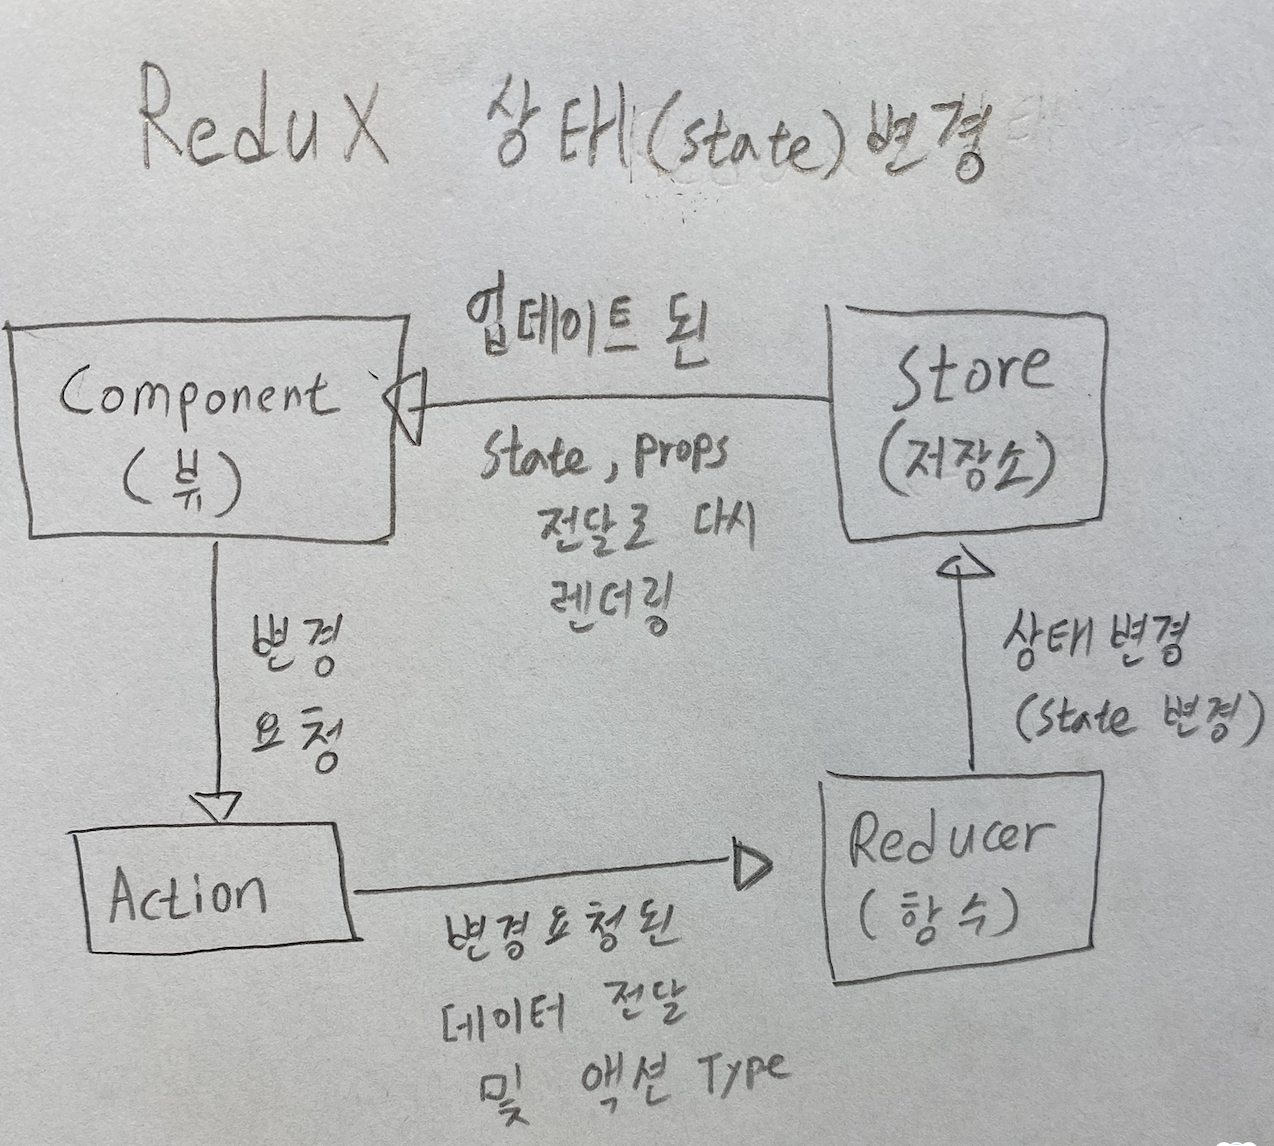 Redux 상태(state) 변경
업데이트 된
Component
(뷰)
Store
(저장소)
state, props
전달로 다시
렌더링
변경
요청
상태 변경
(state 변경)
Action
Reducer
(함수)
변경요청된
데이터 전달
및 액션 Type